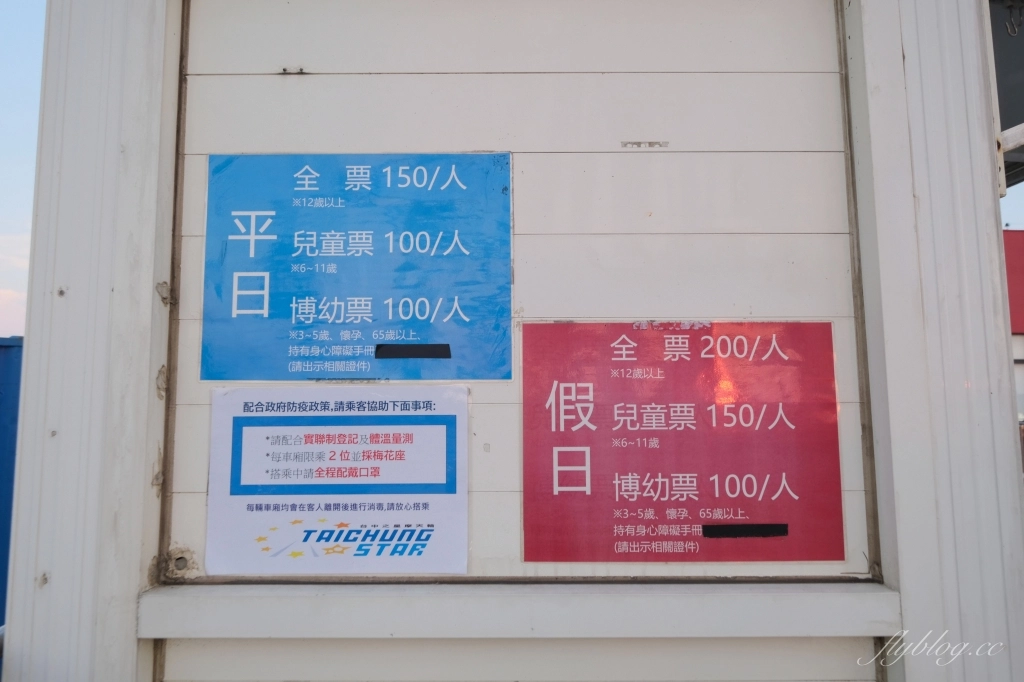 平日
全 票 150/人
※12歲以上
兒童票 100/人
※6~11歲
博幼票 100/人
※3~5歲、懷孕、65歲以上、
持有身心障礙手冊
(請出示相關證件)
配合政府防疫政策,請乘客協助下面事項:
*請配合實聯制登記及體溫量測
*每車廂限乘 2 位並採梅花座
*搭乘中請全程配戴口罩
每輛車廂均會在客人離開後進行消毒,請放心搭乘
台中之星摩天輪
TAICHUNG
STAR
假日
全 票 200/人
※12歲以上
兒童票 150/人
※6~11歲
博幼票 100/人
※3~5歲、懷孕、65歲以上、
持有身心障礙手冊
(請出示相關證件)
flyblog.cc